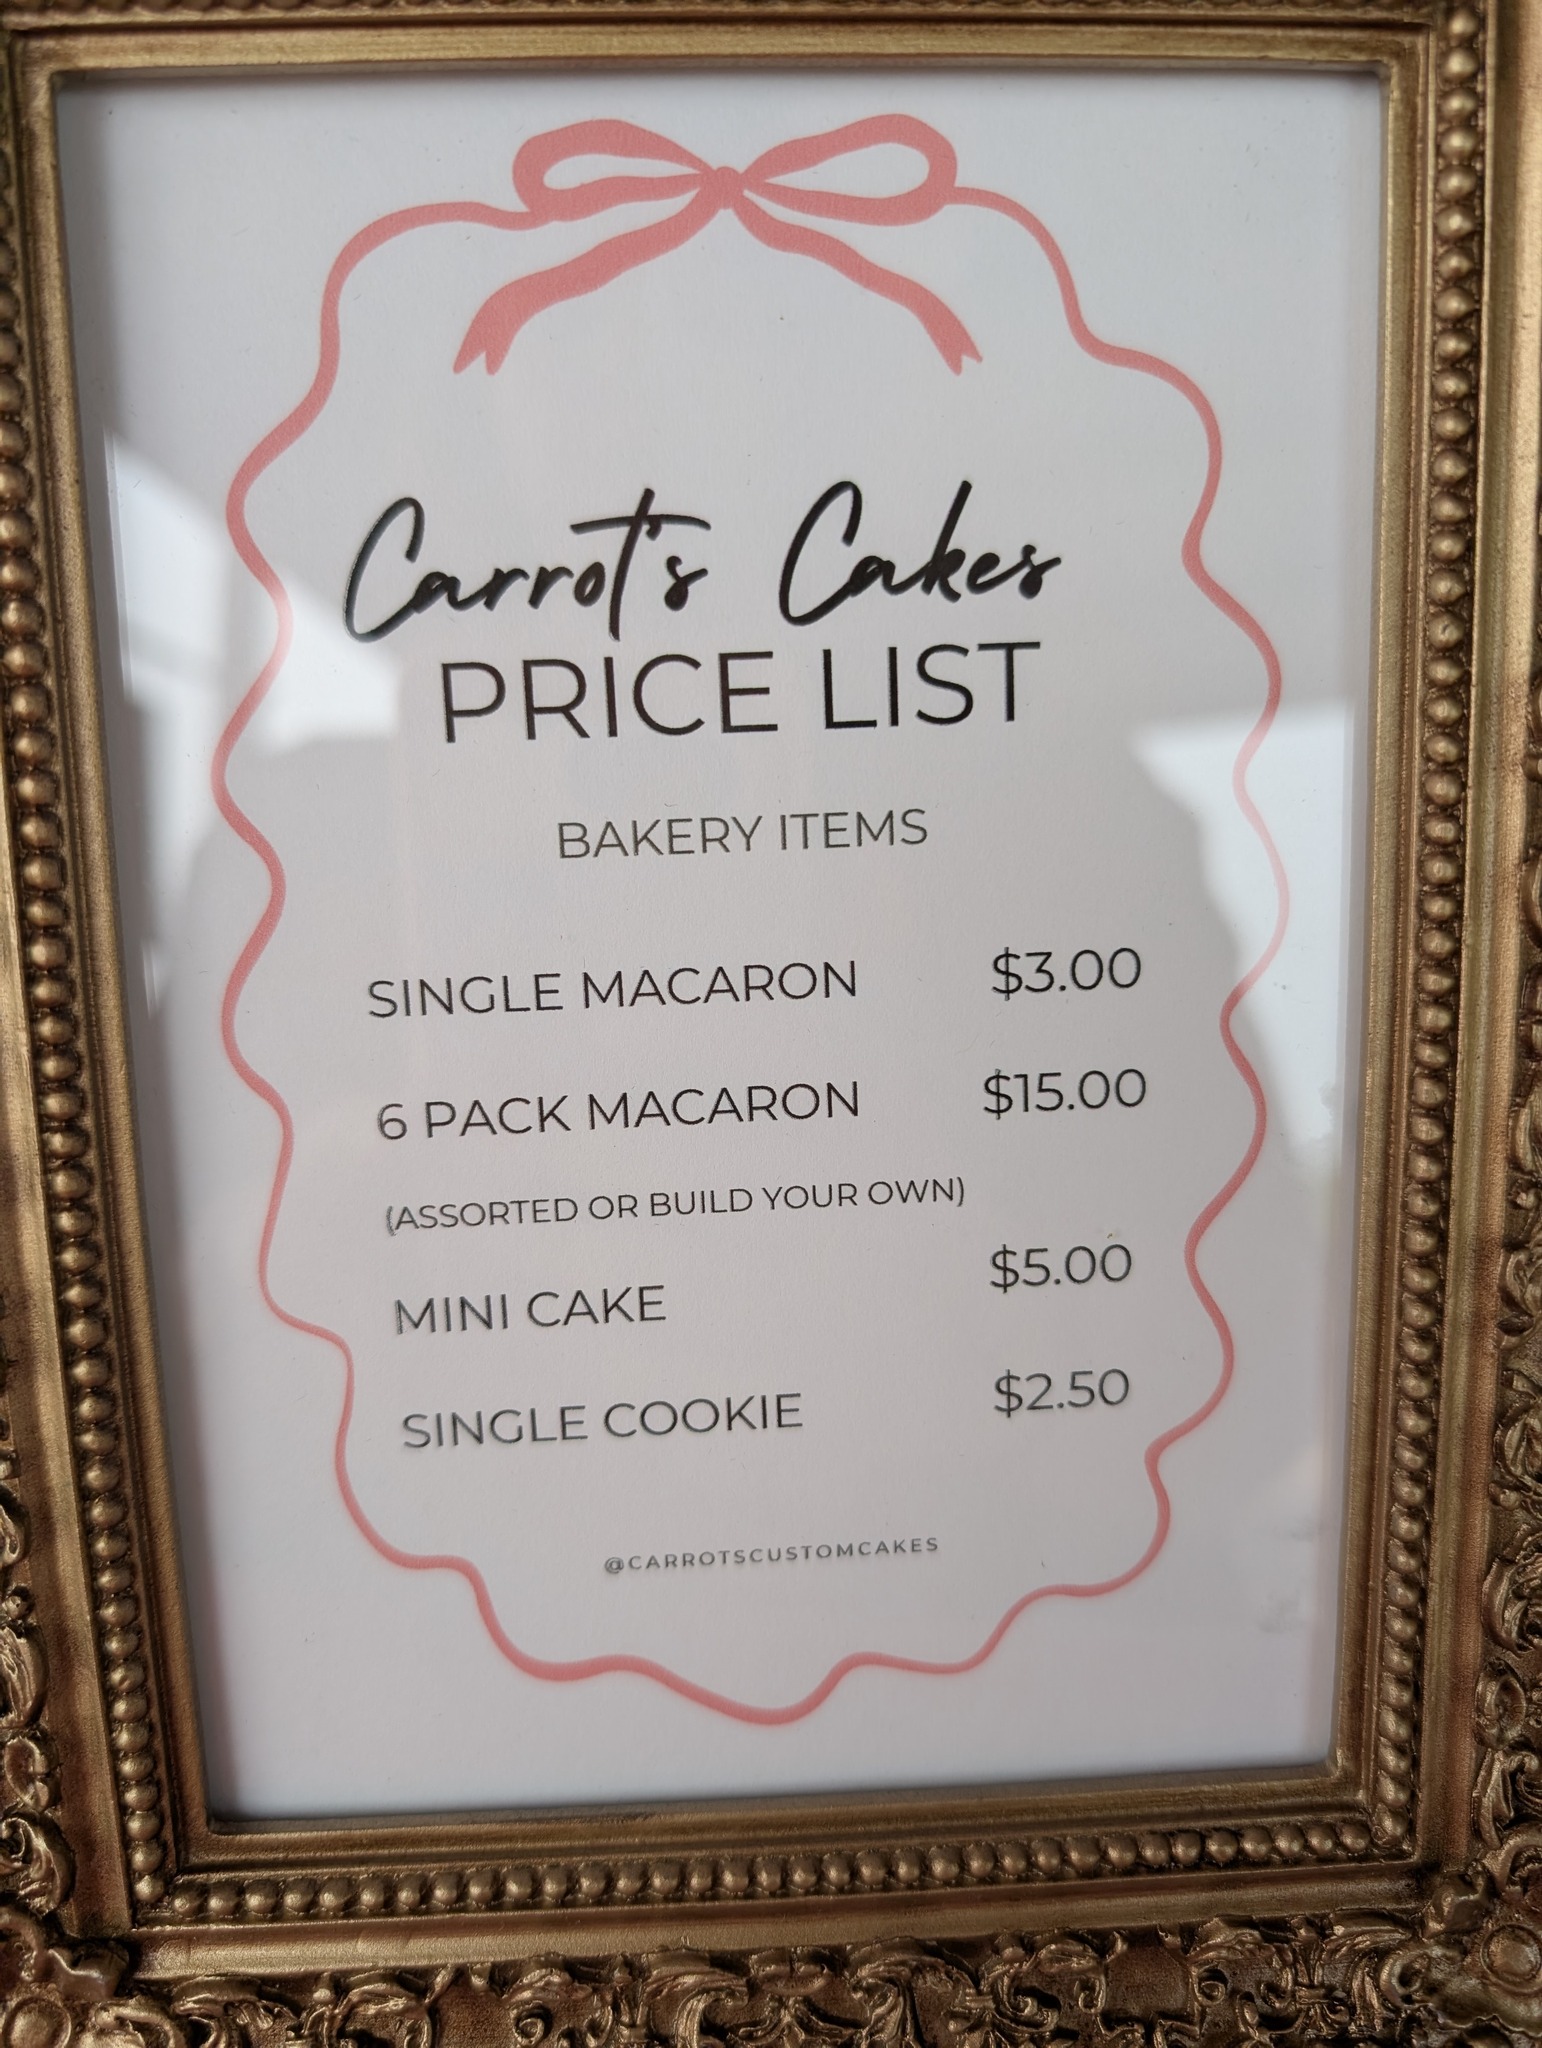 Carrot's Cakes
PRICE LIST
BAKERY ITEMS
SINGLE MACARON $3.00
6 PACK MACARON $15.00
(ASSORTED OR BUILD YOUR OWN)
MINI CAKE $5.00
SINGLE COOKIE $2.50
@CARROTSCUSTOMCAKES